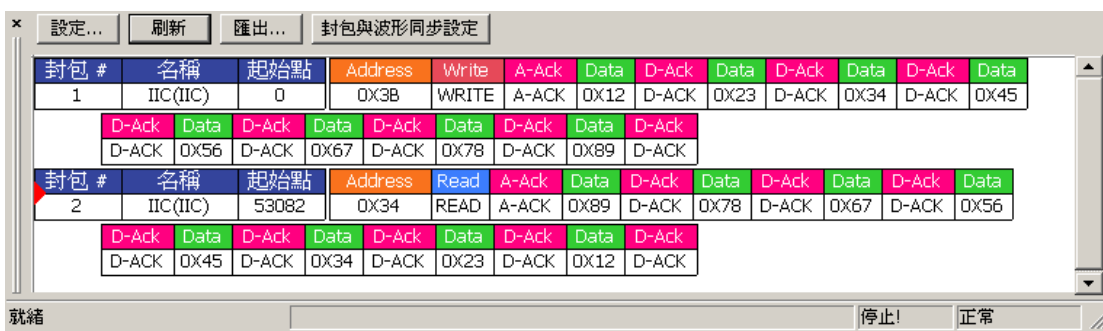 設定... 刷新 匯出... 封包與波形同步設定
封包 # 名稱 起始點 Address Write A-Ack Data D-Ack Data D-Ack Data D-Ack Data
1 IIC(IIC) 0 0X3B WRITE A-ACK 0X12 D-ACK 0X23 D-ACK 0X34 D-ACK 0X45
D-Ack Data D-Ack Data D-Ack Data D-Ack Data D-Ack
D-ACK 0X56 D-ACK 0X67 D-ACK 0X78 D-ACK 0X89 D-ACK
封包 # 名稱 起始點 Address Read A-Ack Data D-Ack Data D-Ack Data D-Ack Data
2 IIC(IIC) 53082 0X34 READ A-ACK 0X89 D-ACK 0X78 D-ACK 0X67 D-ACK 0X56
D-Ack Data D-Ack Data D-Ack Data D-Ack Data D-Ack
D-ACK 0X45 D-ACK 0X34 D-ACK 0X23 D-ACK 0X12 D-ACK
就緒 停止! 正常